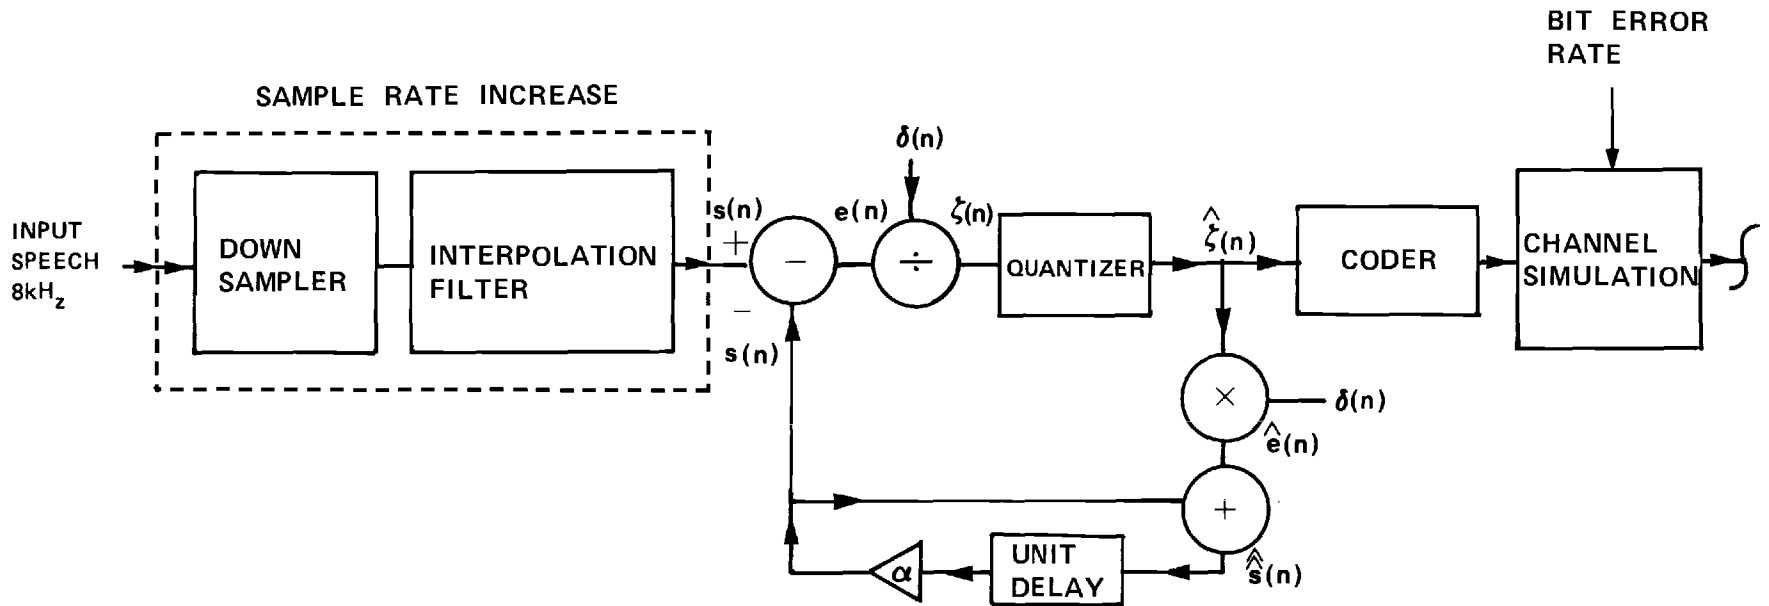 BIT ERROR
RATE
SAMPLE RATE INCREASE
δ(n)
INPUT
SPEECH
8kHz
DOWN
SAMPLER
INTERPOLATION
FILTER
s(n)
+
−
e(n)
÷
ζ(n)
QUANTIZER
ζ̂(n)
CODER
CHANNEL
SIMULATION
−
s(n)
×
δ(n)
ê(n)
+
α
UNIT
DELAY
ŝ̂(n)